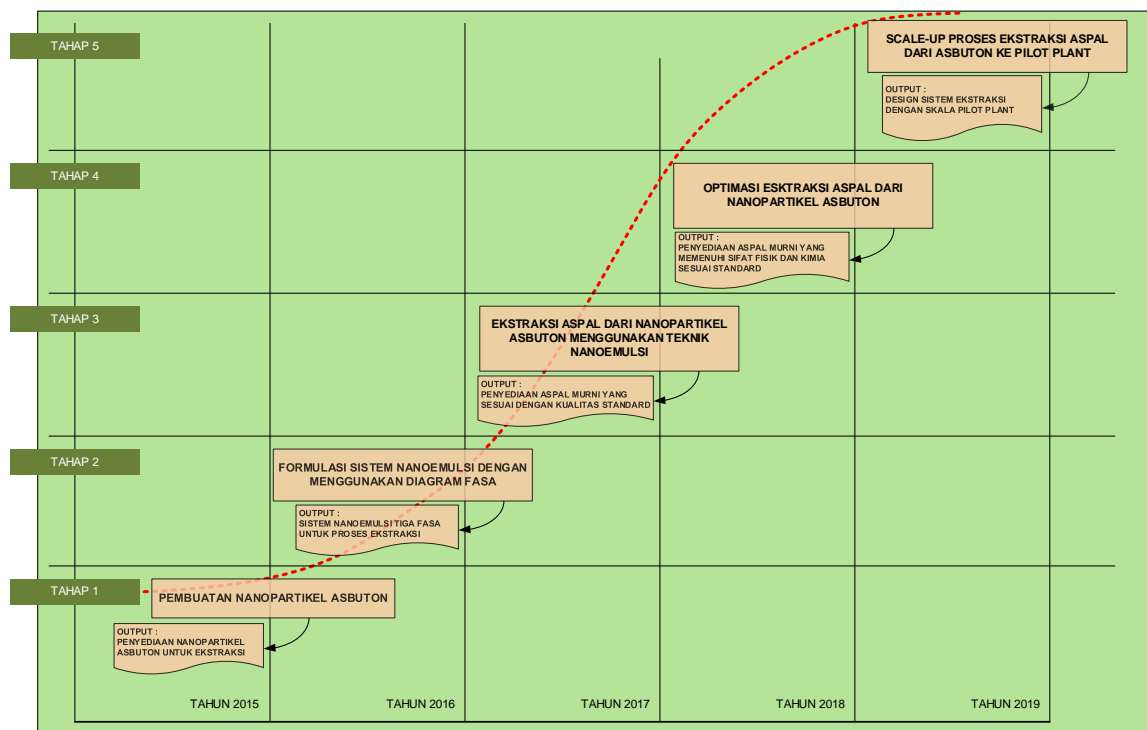 TAHAP 5
SCALE-UP PROSES EKSTRAKSI ASPAL
DARI ASBUTON KE PILOT PLANT
OUTPUT :
DESIGN SISTEM EKSTRAKSI
DENGAN SKALA PILOT PLANT
TAHAP 4
OPTIMASI ESKTRAKSI ASPAL DARI
NANOPARTIKEL ASBUTON
OUTPUT :
PENYEDIAAN ASPAL MURNI YANG
MEMENUHI SIFAT FISIK DAN KIMIA
SESUAI STANDARD
TAHAP 3
EKSTRAKSI ASPAL DARI NANOPARTIKEL
ASBUTON MENGGUNAKAN TEKNIK
NANOEMULSI
OUTPUT :
PENYEDIAAN ASPAL MURNI YANG
SESUAI DENGAN KUALITAS STANDARD
TAHAP 2
FORMULASI SISTEM NANOEMULSI DENGAN
MENGGUNAKAN DIAGRAM FASA
OUTPUT :
SISTEM NANOEMULSI TIGA FASA
UNTUK PROSES EKSTRAKSI
TAHAP 1
PEMBUATAN NANOPARTIKEL ASBUTON
OUTPUT :
PENYEDIAAN NANOPARTIKEL
ASBUTON UNTUK EKSTRAKSI
TAHUN 2015
TAHUN 2016
TAHUN 2017
TAHUN 2018
TAHUN 2019